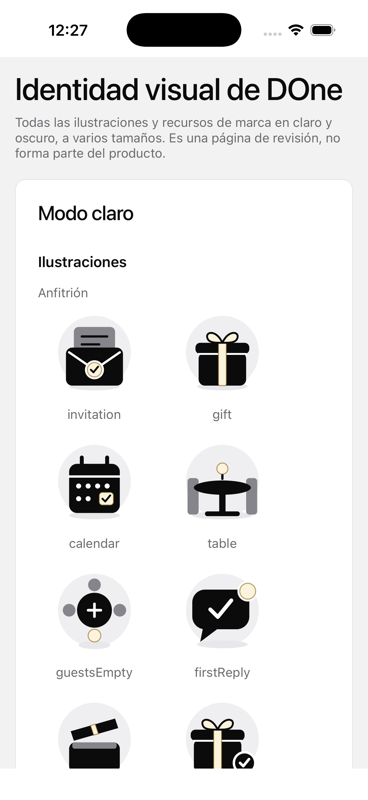 12:27
Identidad visual de DOne
Todas las ilustraciones y recursos de marca en claro y
oscuro, a varios tamaños. Es una página de revisión, no
forma parte del producto.
Modo claro
Ilustraciones
Anfitrión
invitation
gift
calendar
table
guestsEmpty
firstReply